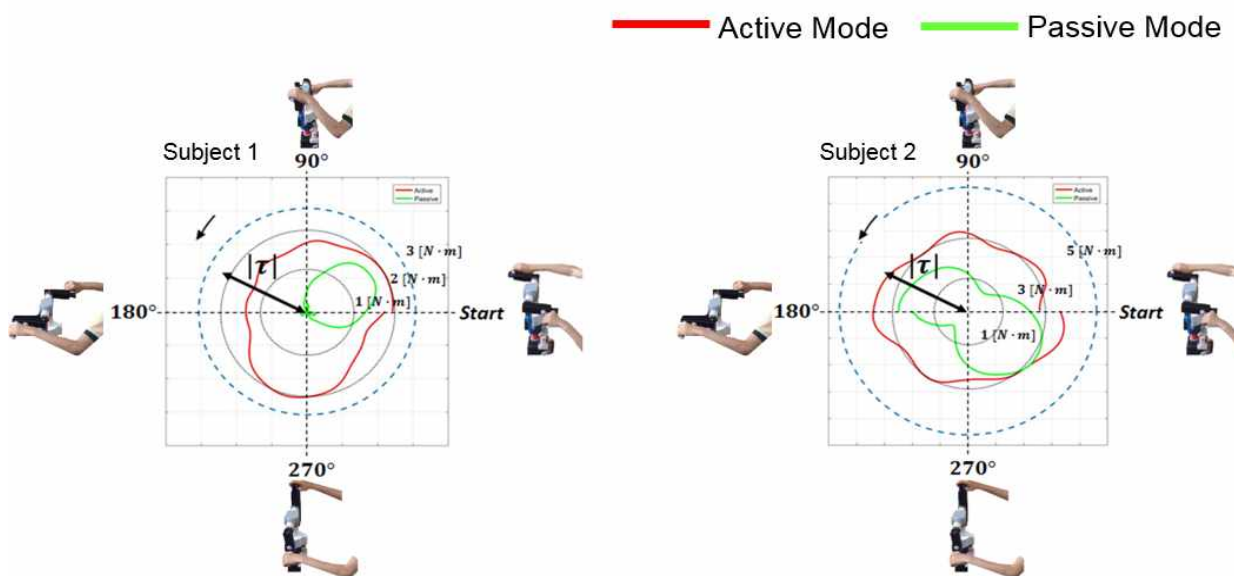 Active Mode
Passive Mode
Subject 1
90°
Active
Passive
|τ|
3 [N · m]
2 [N · m]
1 [N · m]
180°
Start
270°
Subject 2
90°
Active
Passive
|τ|
5 [N · m]
3 [N · m]
1 [N · m]
180°
Start
270°